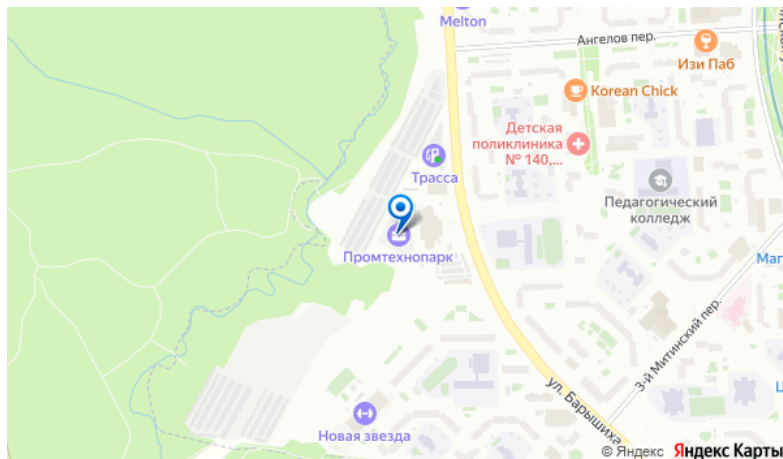 Melton
Ангелов пер.
Изи Паб
Korean Chick
Детская
поликлиника
№ 140,...
Трасса
Педагогический
колледж
Промтехнопарк
Маг
3-й Митинский пер.
ул. Барышиха
Новая звезда
© Яндекс Яндекс Карты